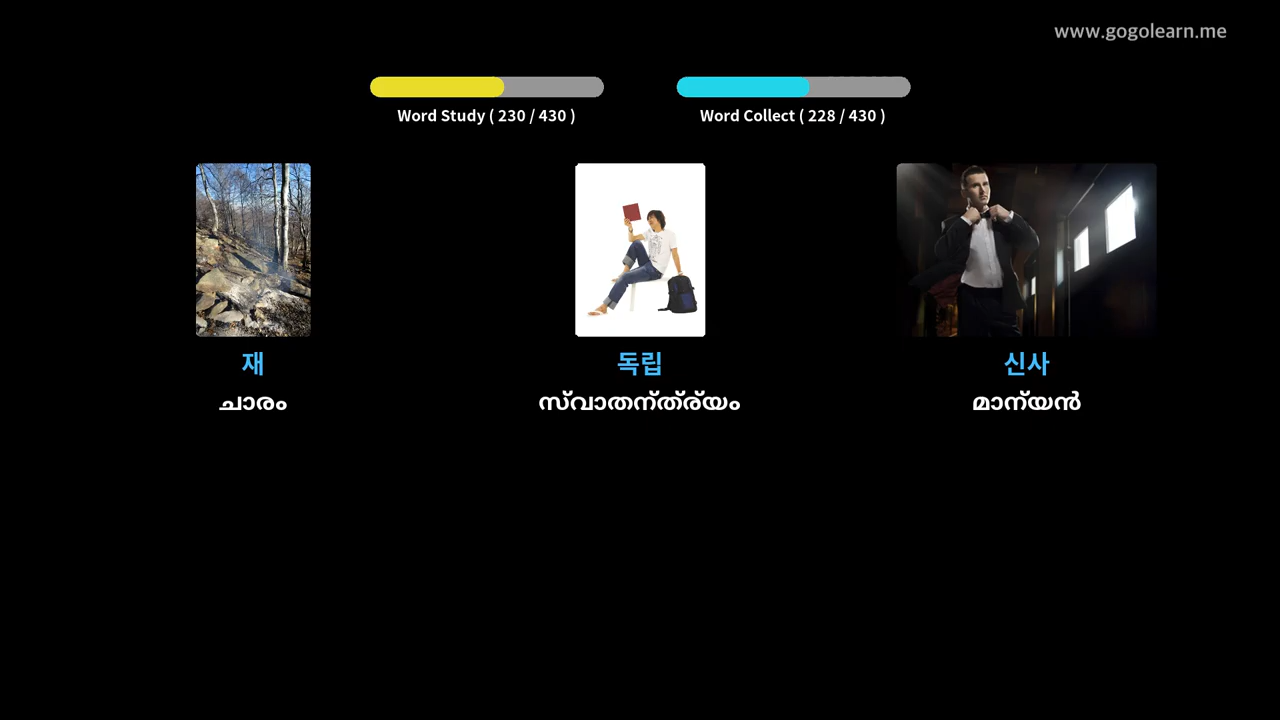 www.gogolearn.me
Word Study ( 230 / 430 )
Word Collect ( 228 / 430 )
재
독립
신사
ചാരം
സ്വാതന്ത്ര്യം
മാന്യൻ